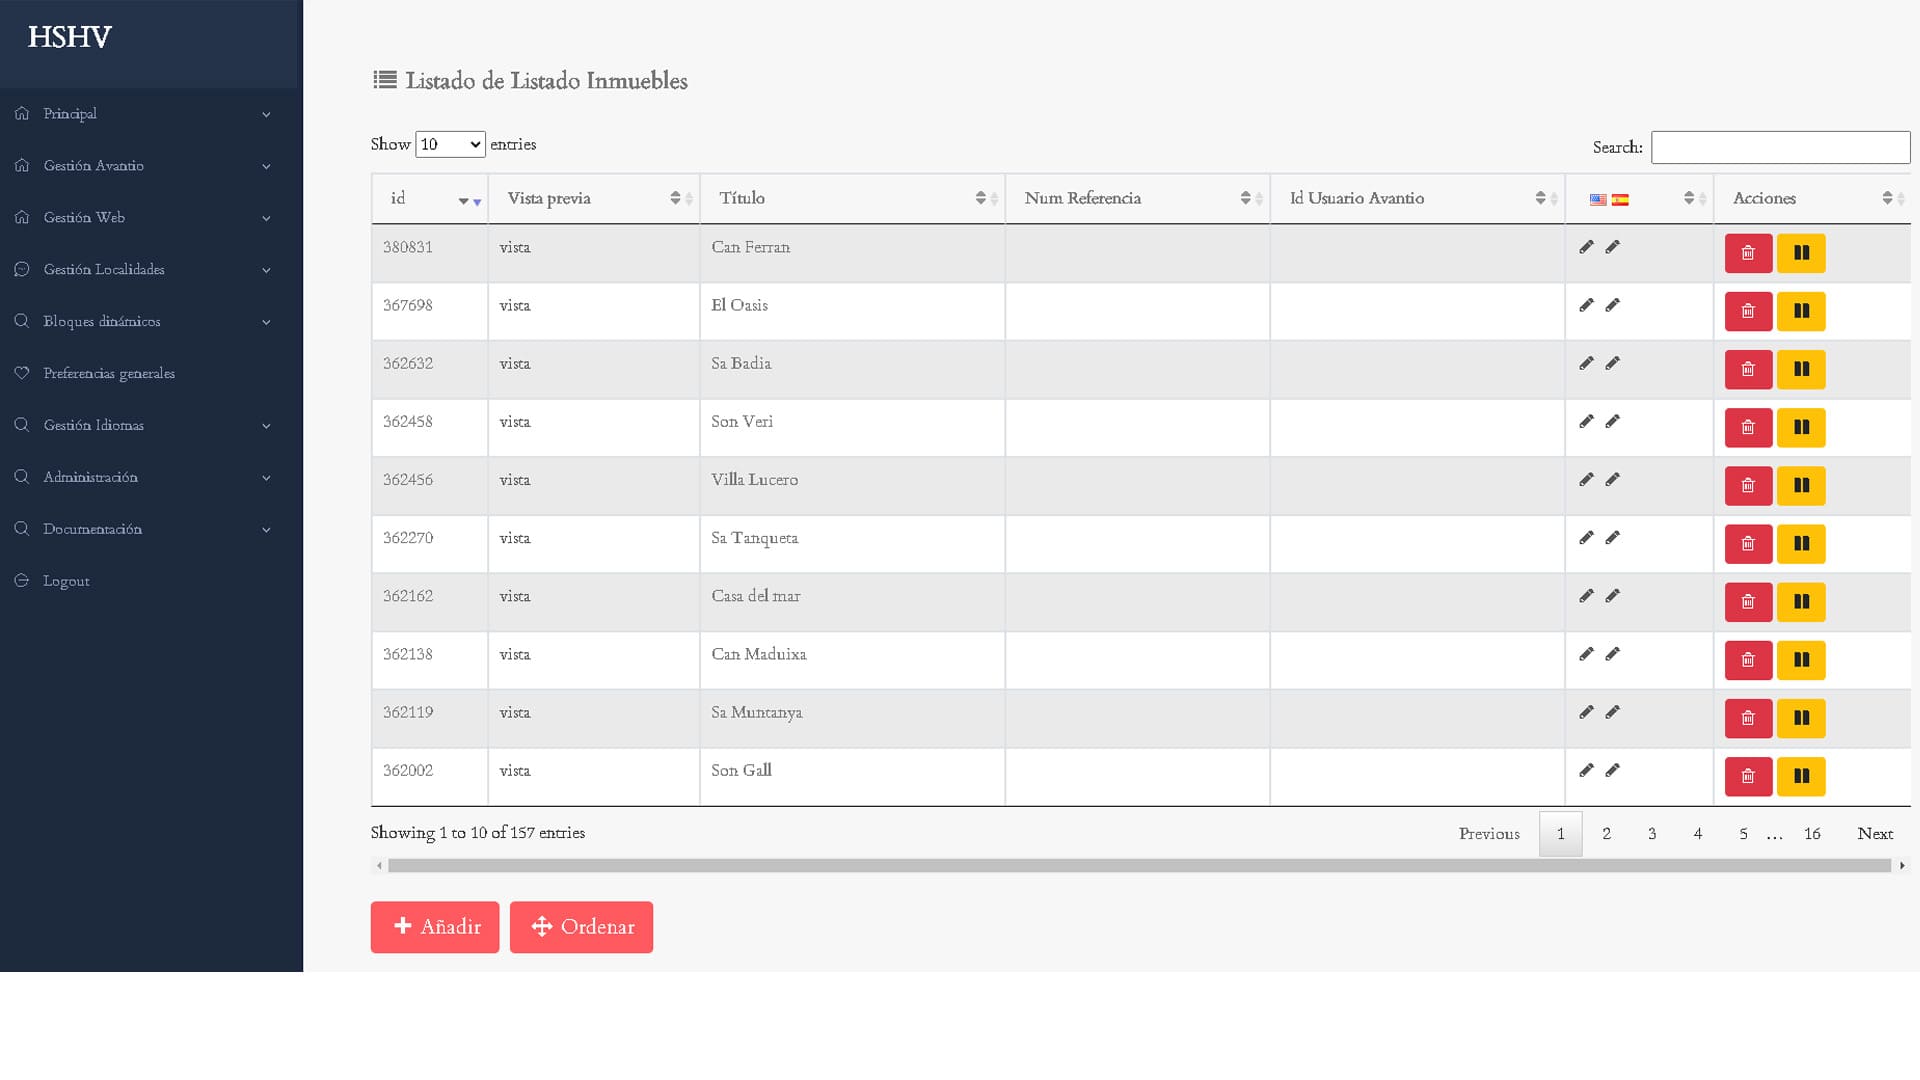 HSHV
Principal
Gestión Avantio
Gestión Web
Gestión Localidades
Bloques dinámicos
Preferencias generales
Gestión Idiomas
Administración
Documentación
Logout
Listado de Listado Inmuebles
Show 10 entries
Search:
id Vista previa Título Num Referencia Id Usuario Avantio Acciones
380831 vista Can Ferran
367698 vista El Oasis
362632 vista Sa Badia
362458 vista Son Veri
362456 vista Villa Lucero
362270 vista Sa Tanqueta
362162 vista Casa del mar
362138 vista Can Maduixa
362119 vista Sa Muntanya
362002 vista Son Gall
Showing 1 to 10 of 157 entries
Previous 1 2 3 4 5 … 16 Next
Añadir
Ordenar